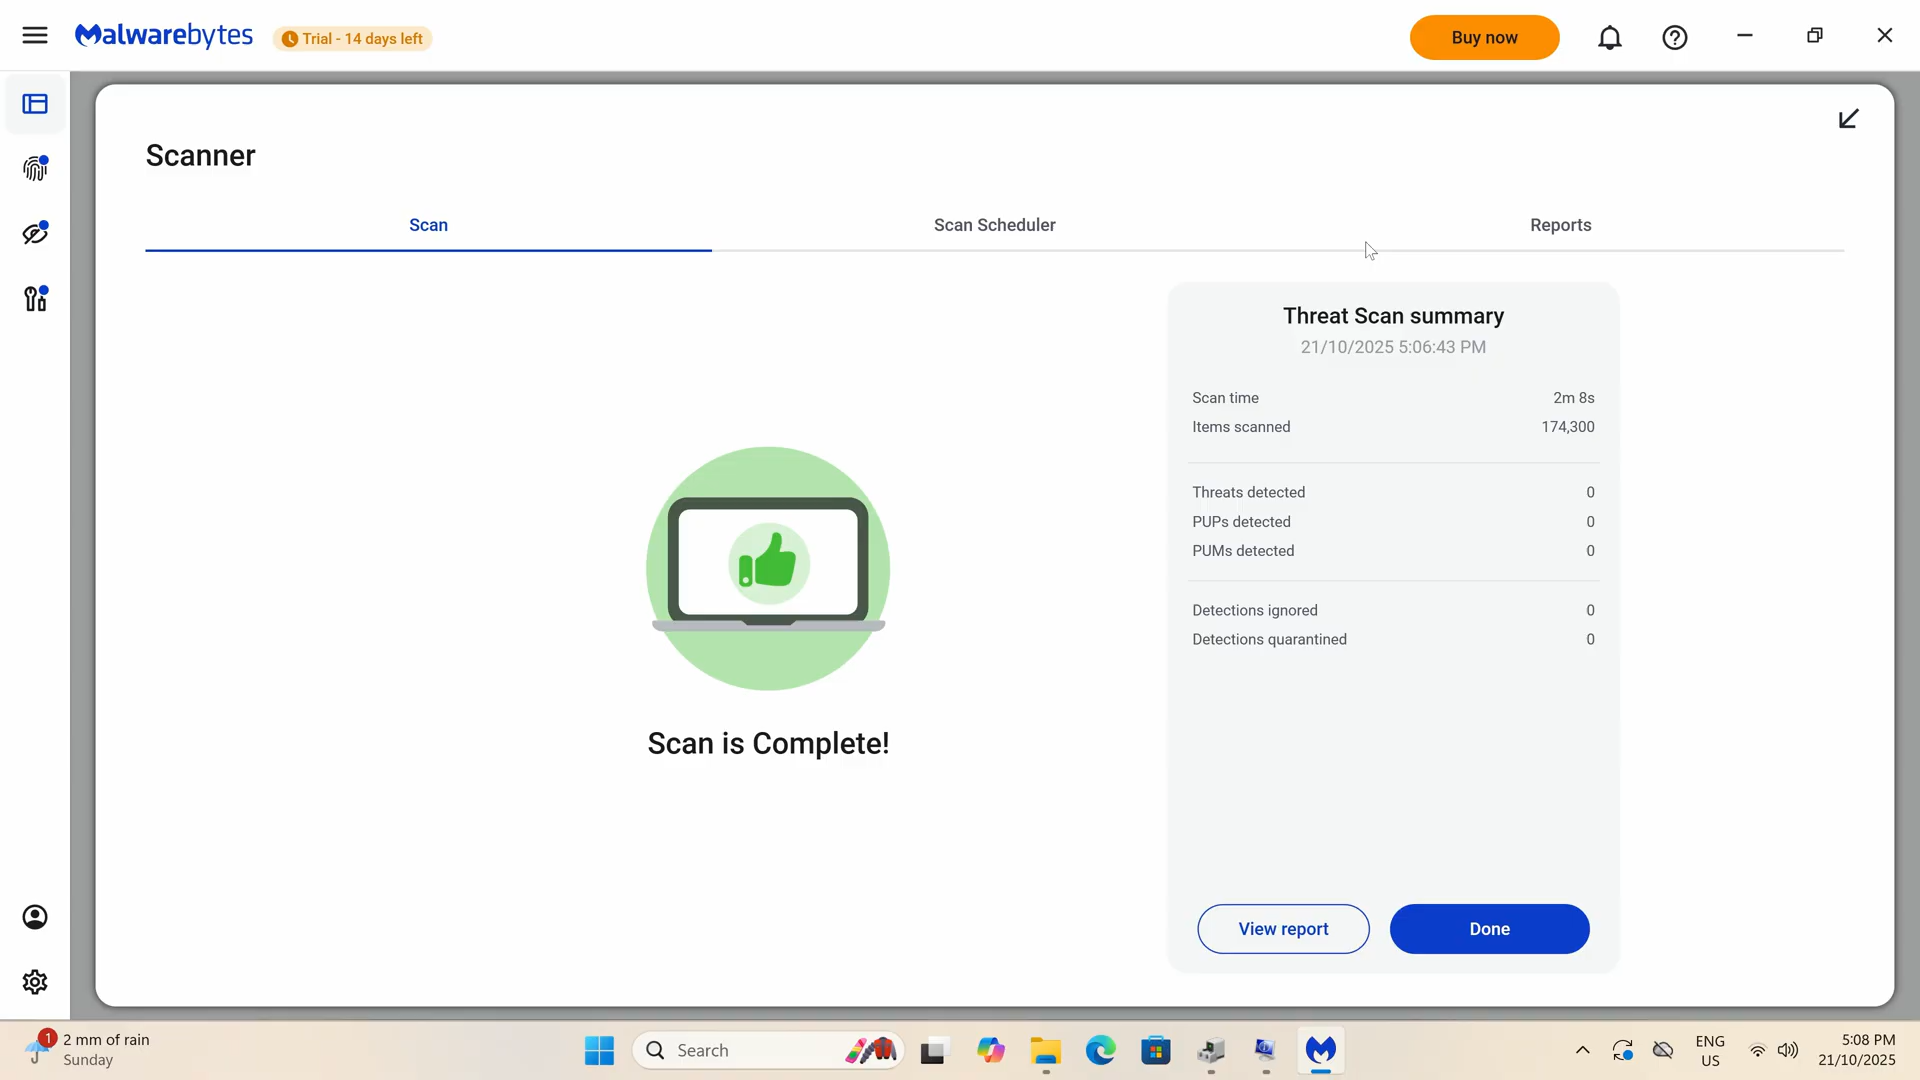 Malwarebytes
Trial - 14 days left
Buy now
Scanner
Scan
Scan Scheduler
Reports
Threat Scan summary
21/10/2025 5:06:43 PM
Scan time 2m 8s
Items scanned 174,300
Threats detected 0
PUPs detected 0
PUMs detected 0
Detections ignored 0
Detections quarantined 0
Scan is Complete!
View report
Done
1
2 mm of rain
Sunday
Search
ENG
US
5:08 PM
21/10/2025